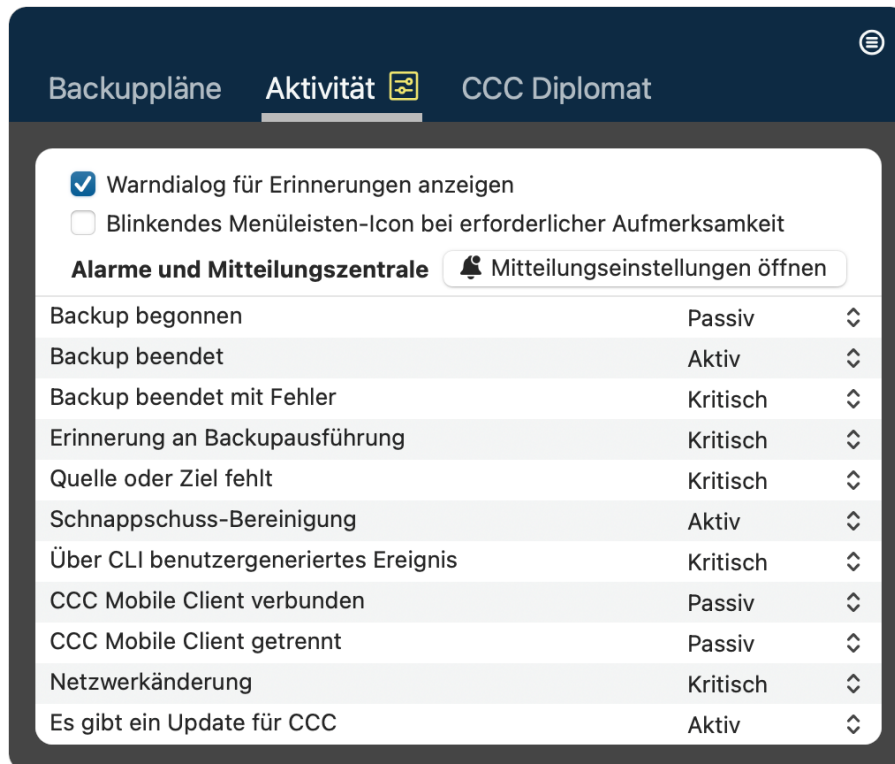 Backuppläne Aktivität CCC Diplomat
Warndialog für Erinnerungen anzeigen
Blinkendes Menüleisten-Icon bei erforderlicher Aufmerksamkeit
Alarme und Mitteilungszentrale Mitteilungseinstellungen öffnen
Backup begonnen Passiv
Backup beendet Aktiv
Backup beendet mit Fehler Kritisch
Erinnerung an Backupausführung Kritisch
Quelle oder Ziel fehlt Kritisch
Schnappschuss-Bereinigung Aktiv
Über CLI benutzergeneriertes Ereignis Kritisch
CCC Mobile Client verbunden Passiv
CCC Mobile Client getrennt Passiv
Netzwerkänderung Kritisch
Es gibt ein Update für CCC Aktiv